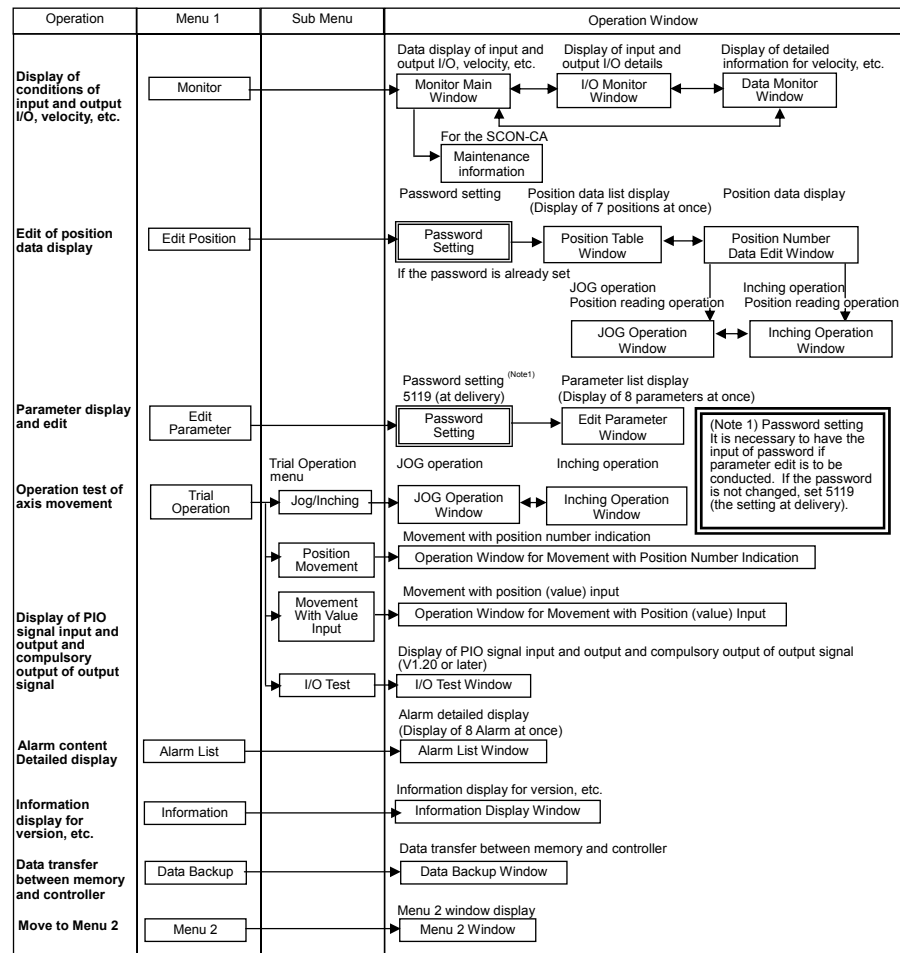 Operation
Menu 1
Sub Menu
Operation Window
Display of
conditions of
input and output
I/O, velocity, etc.
Monitor
Data display of input and
output I/O, velocity, etc.
Display of input and
output I/O details
Display of detailed
information for velocity, etc.
Monitor Main
Window
I/O Monitor
Window
Data Monitor
Window
For the SCON-CA
Maintenance
information
Edit of position
data display
Edit Position
Password setting
Position data list display
(Display of 7 positions at once)
Position data display
Password
Setting
Position Table
Window
Position Number
Data Edit Window
If the password is already set
JOG operation
Position reading operation
Inching operation
Position reading operation
JOG Operation
Window
Inching Operation
Window
Parameter display
and edit
Edit
Parameter
Password setting (Note1)
5119 (at delivery)
Parameter list display
(Display of 8 parameters at once)
Password
Setting
Edit Parameter
Window
(Note 1) Password setting
It is necessary to have the
input of password if
parameter edit is to be
conducted. If the password
is not changed, set 5119
(the setting at delivery).
Operation test of
axis movement
Trial
Operation
Trial Operation
menu
Jog/Inching
JOG operation
Inching operation
JOG Operation
Window
Inching Operation
Window
Position
Movement
Movement with position number indication
Operation Window for Movement with Position Number Indication
Movement
With Value
Input
Movement with position (value) input
Operation Window for Movement with Position (value) Input
Display of PIO
signal input and
output and
compulsory
output of output
signal
I/O Test
Display of PIO signal input and output and compulsory output of output signal
(V1.20 or later)
I/O Test Window
Alarm content
Detailed display
Alarm List
Alarm detailed display
(Display of 8 Alarm at once)
Alarm List Window
Information
display for
version, etc.
Information
Information display for version, etc.
Information Display Window
Data transfer
between memory
and controller
Data Backup
Data transfer between memory and controller
Data Backup Window
Move to Menu 2
Menu 2
Menu 2 window display
Menu 2 Window